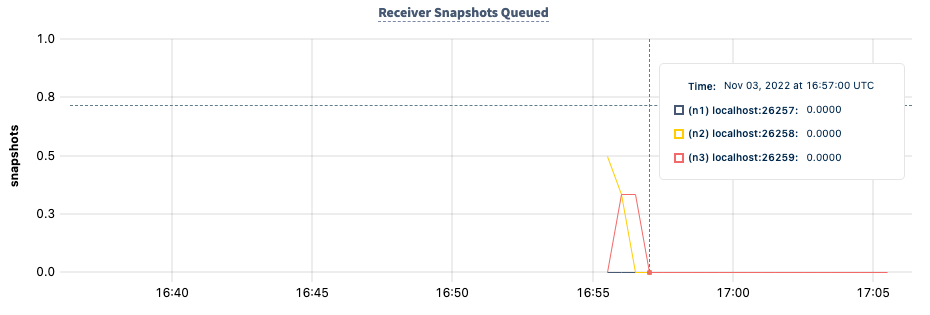 Receiver Snapshots Queued
1.0
0.8
0.5
0.3
0.0
snapshots
16:40
16:45
16:50
16:55
17:00
17:05
Time: Nov 03, 2022 at 16:57:00 UTC
(n1) localhost:26257: 0.0000
(n2) localhost:26258: 0.0000
(n3) localhost:26259: 0.0000